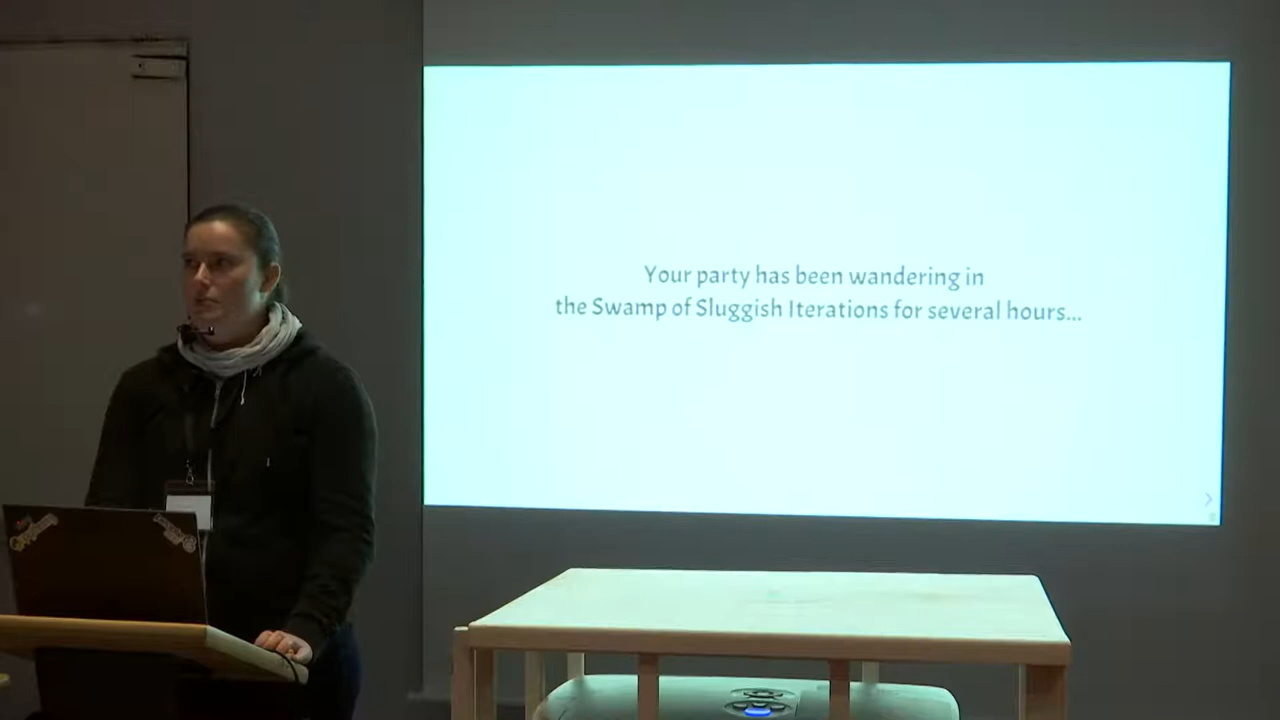 Your party has been wandering in
the Swamp of Sluggish Iterations for several hours...